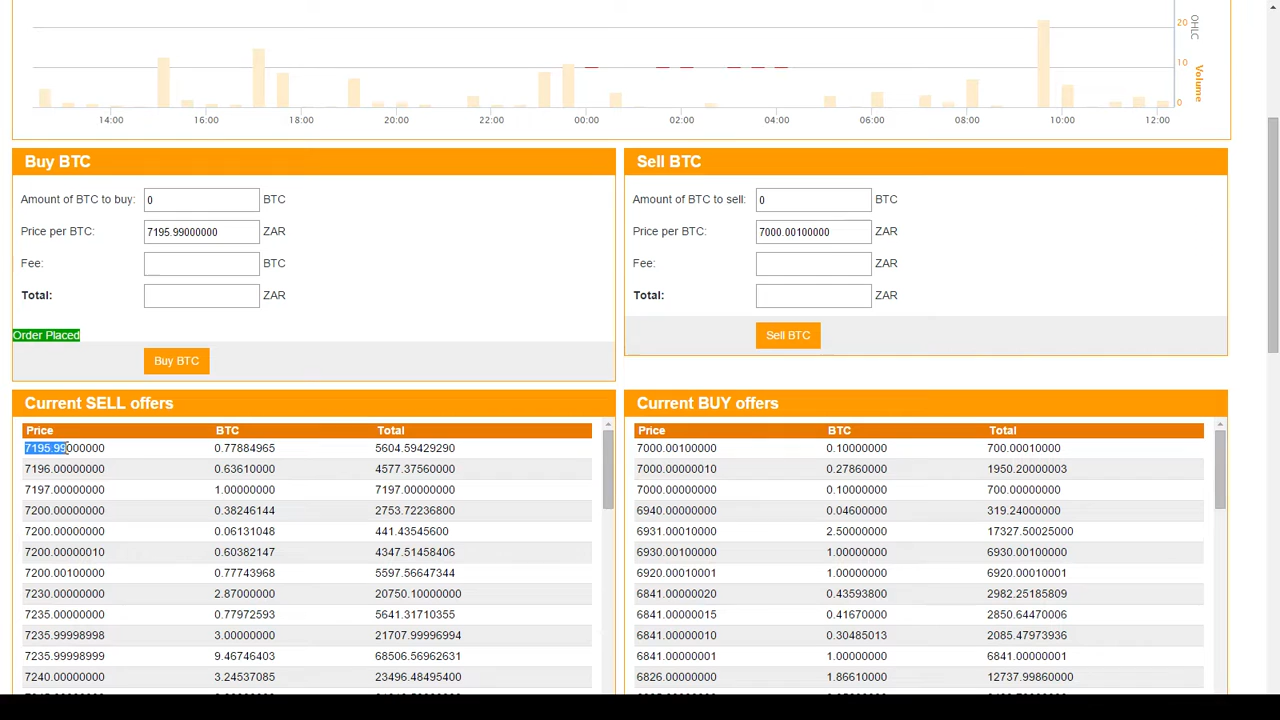 20
OHLC
10
Volume
0
14:00 16:00 18:00 20:00 22:00 00:00 02:00 04:00 06:00 08:00 10:00 12:00
Buy BTC
Amount of BTC to buy: 0 BTC
Price per BTC: 7195.99000000 ZAR
Fee: BTC
Total: ZAR
Order Placed
Buy BTC
Sell BTC
Amount of BTC to sell: 0 BTC
Price per BTC: 7000.00100000 ZAR
Fee: ZAR
Total: ZAR
Sell BTC
Current SELL offers
Price BTC Total
7195.99000000 0.77884965 5604.59429290
7196.00000000 0.63610000 4577.37560000
7197.00000000 1.00000000 7197.00000000
7200.00000000 0.38246144 2753.72236800
7200.00000000 0.06131048 441.43545600
7200.00000010 0.60382147 4347.51458406
7200.00100000 0.77743968 5597.56647344
7230.00000000 2.87000000 20750.10000000
7235.00000000 0.77972593 5641.31710355
7235.99998998 3.00000000 21707.99996994
7235.99998999 9.46746403 68506.56962631
7240.00000000 3.24537085 23496.48495400
Current BUY offers
Price BTC Total
7000.00100000 0.10000000 700.00010000
7000.00000010 0.27860000 1950.20000003
7000.00000000 0.10000000 700.00000000
6940.00000000 0.04600000 319.24000000
6931.00010000 2.50000000 17327.50025000
6930.00100000 1.00000000 6930.00100000
6920.00010001 1.00000000 6920.00010001
6841.00000020 0.43593800 2982.25185809
6841.00000015 0.41670000 2850.64470006
6841.00000010 0.30485013 2085.47973936
6841.00000001 1.00000000 6841.00000001
6826.00000000 1.86610000 12737.99860000